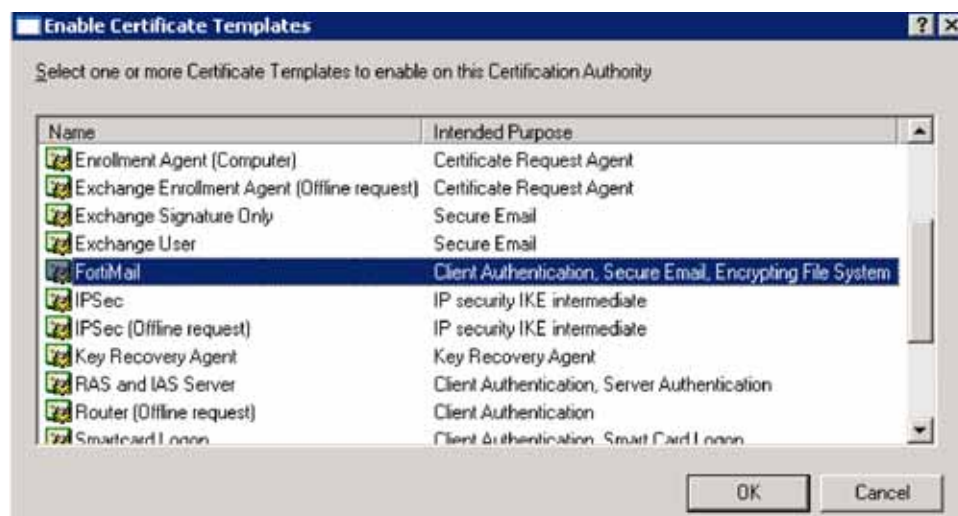 Enable Certificate Templates
Select one or more Certificate Templates to enable on this Certification Authority
Name Intended Purpose
Enrollment Agent (Computer) Certificate Request Agent
Exchange Enrollment Agent (Offline request) Certificate Request Agent
Exchange Signature Only Secure Email
Exchange User Secure Email
FortiMail Client Authentication, Secure Email, Encrypting File System
IPSec IP security IKE intermediate
IPSec (Offline request) IP security IKE intermediate
Key Recovery Agent Key Recovery Agent
RAS and IAS Server Client Authentication, Server Authentication
Router (Offline request) Client Authentication
Smartcard Logon Client Authentication, Smart Card Logon
OK Cancel